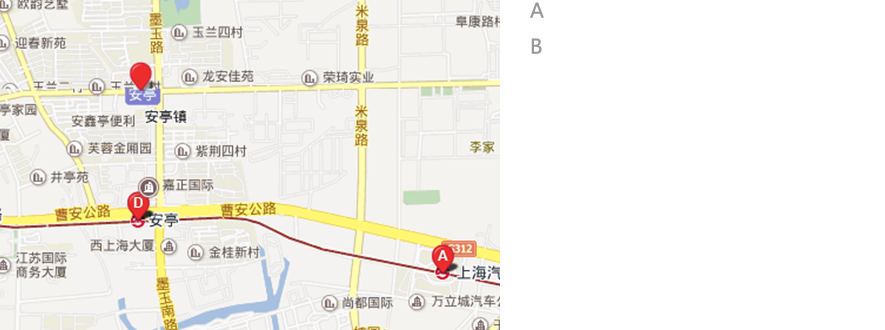 欧韵艺墅
玉兰四村
墨玉路
米泉路
阜康路
迎春新苑
龙安佳苑
荣琦实业
安亭
安亭镇
亭家园
安鑫亭便利
米泉路
芙蓉金厢园
紫荆四村
李家
井亭苑
嘉正国际
D
曹安公路
曹安公路
安亭
西上海大厦
金桂新村
G312
A
上海汽
江苏国际
商务大厦
墨玉南路
尚都国际
万立城汽车
A
B